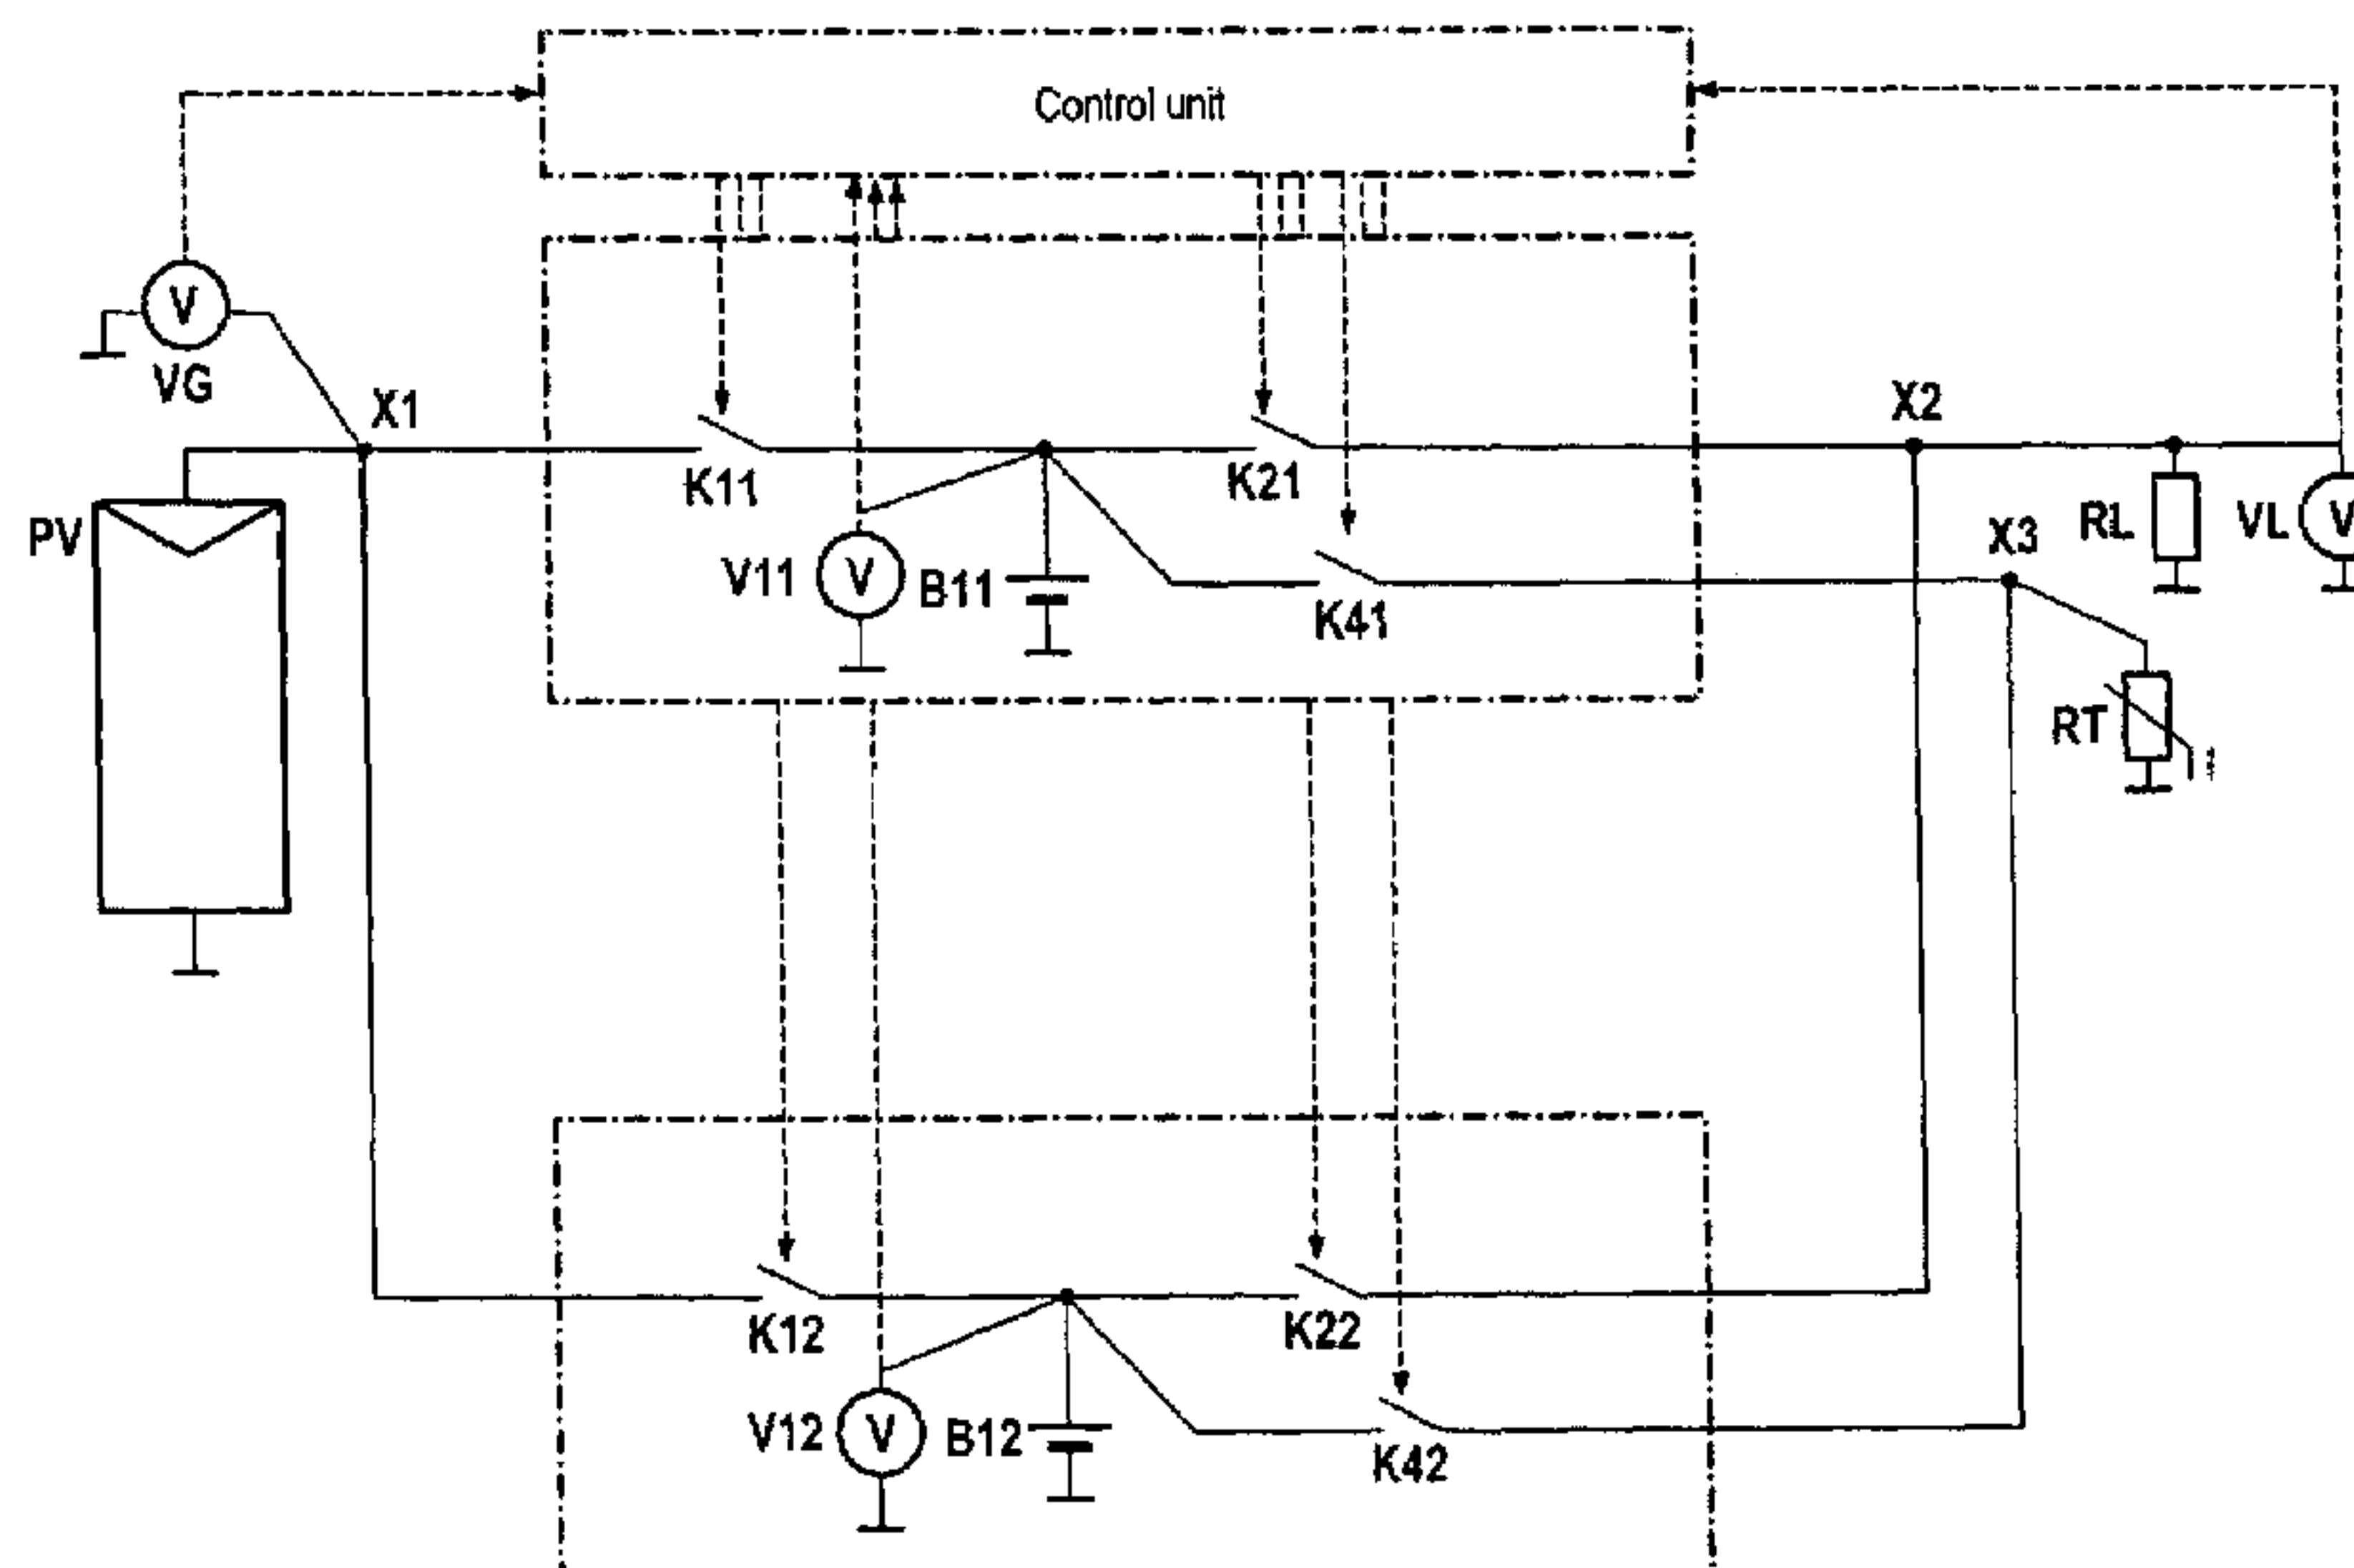 Control unit
V
VG
X1
X2
K11
K21
PV
V11
V
B11
K41
X3
RL
VL
V
RT
K12
K22
V12
V
B12
K42